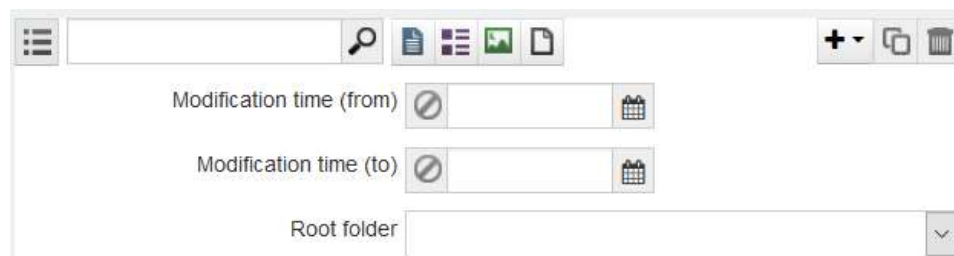 Modification time (from)
Modification time (to)
Root folder